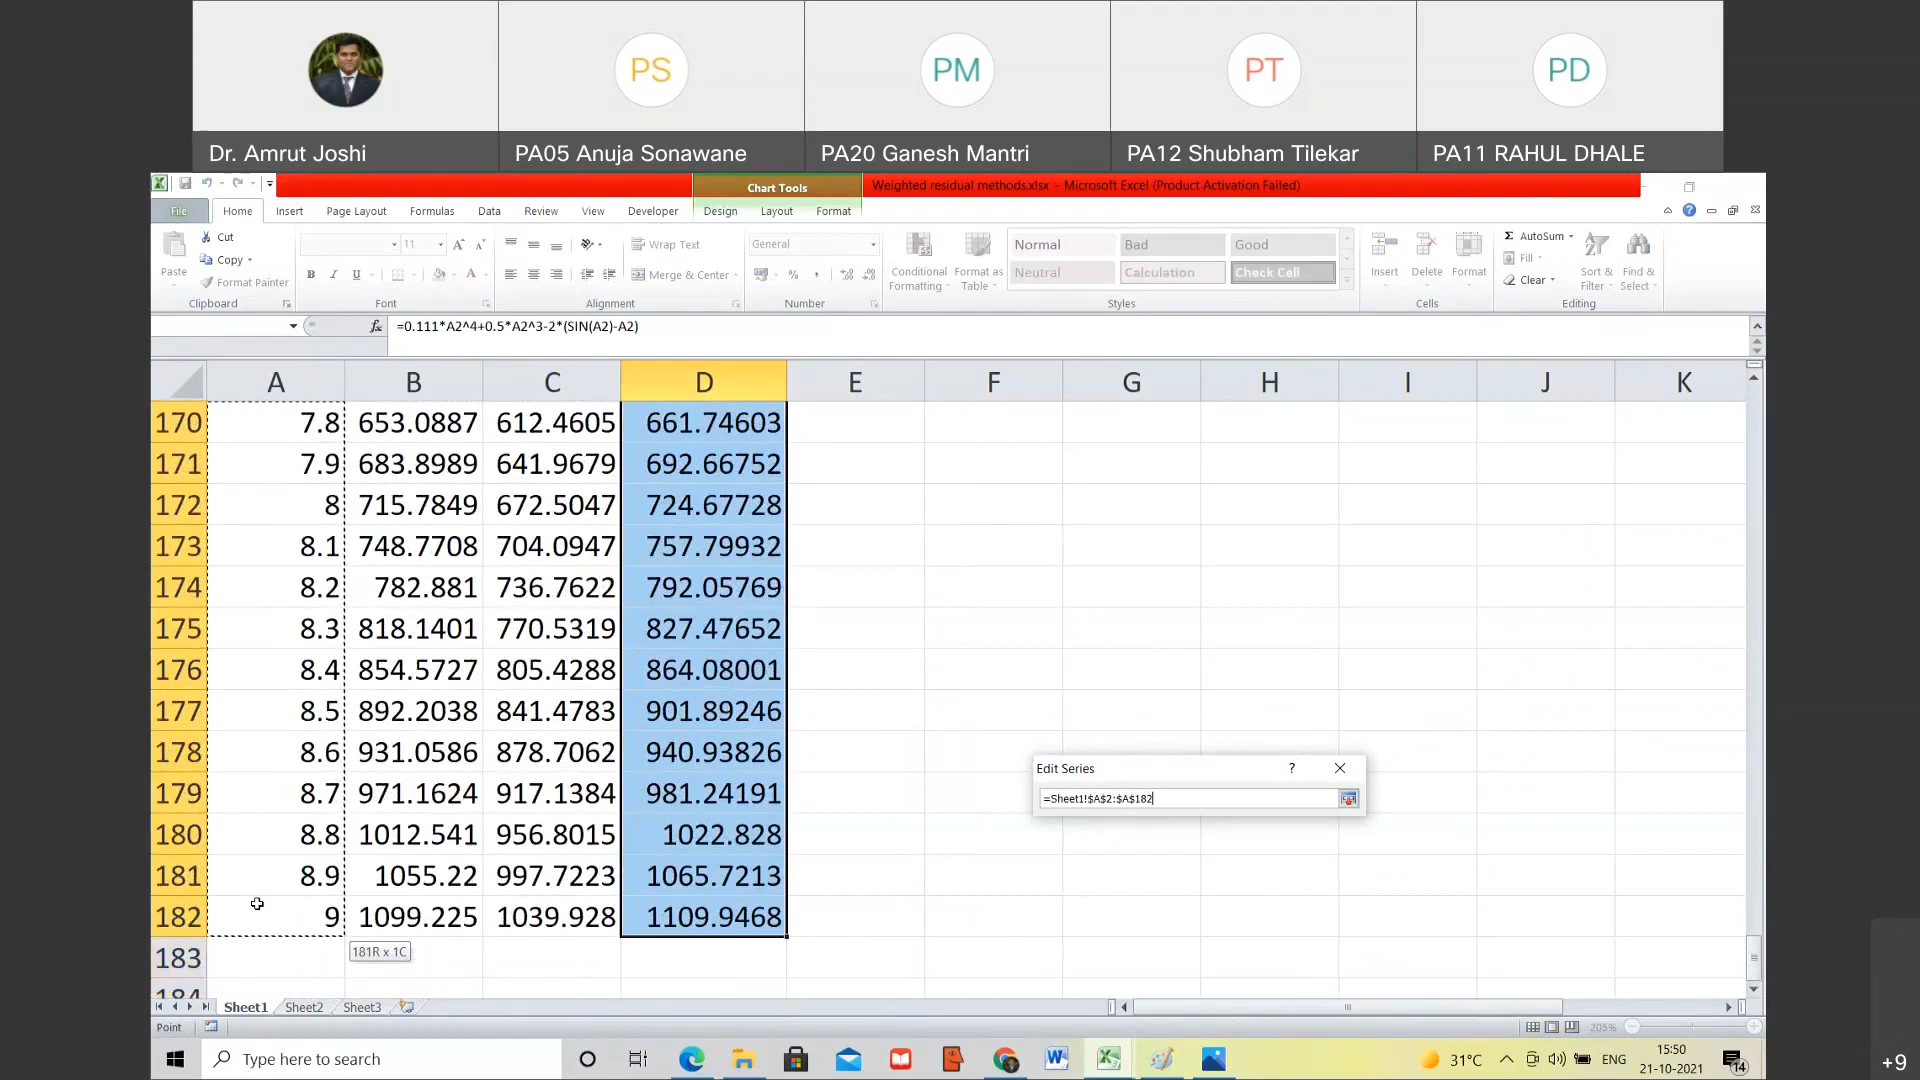 PS
PM
PT
PD
Dr. Amrut Joshi
PA05 Anuja Sonawane
PA20 Ganesh Mantri
PA12 Shubham Tilekar
PA11 RAHUL DHALE
Chart Tools
Weighted residual methods.xlsx - Microsoft Excel (Product Activation Failed)
File Home Insert Page Layout Formulas Data Review View Developer Design Layout Format
Paste
Cut
Copy
Format Painter
Clipboard
11
Font
Wrap Text
Merge & Center
Alignment
General
Number
Conditional Formatting
Format as Table
Normal Bad Good
Neutral Calculation Check Cell
Styles
Insert Delete Format
Cells
AutoSum
Fill
Clear
Sort & Filter
Find & Select
Editing
fx =0.111*A2^4+0.5*A2^3-2*(SIN(A2)-A2)
A B C D E F G H I J K
170 7.8 653.0887 612.4605 661.74603
171 7.9 683.8989 641.9679 692.66752
172 8 715.7849 672.5047 724.67728
173 8.1 748.7708 704.0947 757.79932
174 8.2 782.881 736.7622 792.05769
175 8.3 818.1401 770.5319 827.47652
176 8.4 854.5727 805.4288 864.08001
177 8.5 892.2038 841.4783 901.89246
178 8.6 931.0586 878.7062 940.93826
179 8.7 971.1624 917.1384 981.24191
180 8.8 1012.541 956.8015 1022.828
181 8.9 1055.22 997.7223 1065.7213
182 9 1099.225 1039.928 1109.9468
183
184
181R x 1C
Edit Series
=Sheet1!$A$2:$A$182
Sheet1 Sheet2 Sheet3
Point
205%
Type here to search
31°C
ENG
15:50
21-10-2021
14
+9